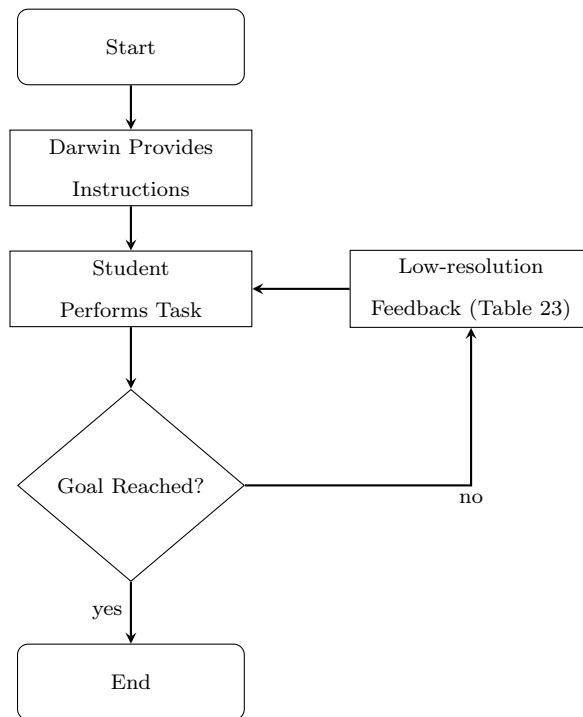 Start
Darwin Provides
Instructions
Student
Performs Task
Low-resolution
Feedback (Table 23)
Goal Reached?
no
yes
End